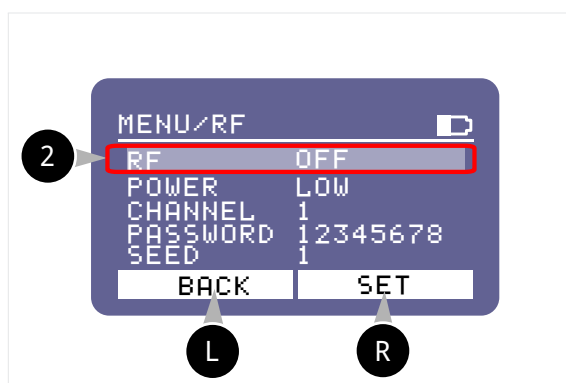 MENU/RF
2
RF OFF
POWER LOW
CHANNEL 1
PASSWORD 12345678
SEED 1
BACK SET
L R